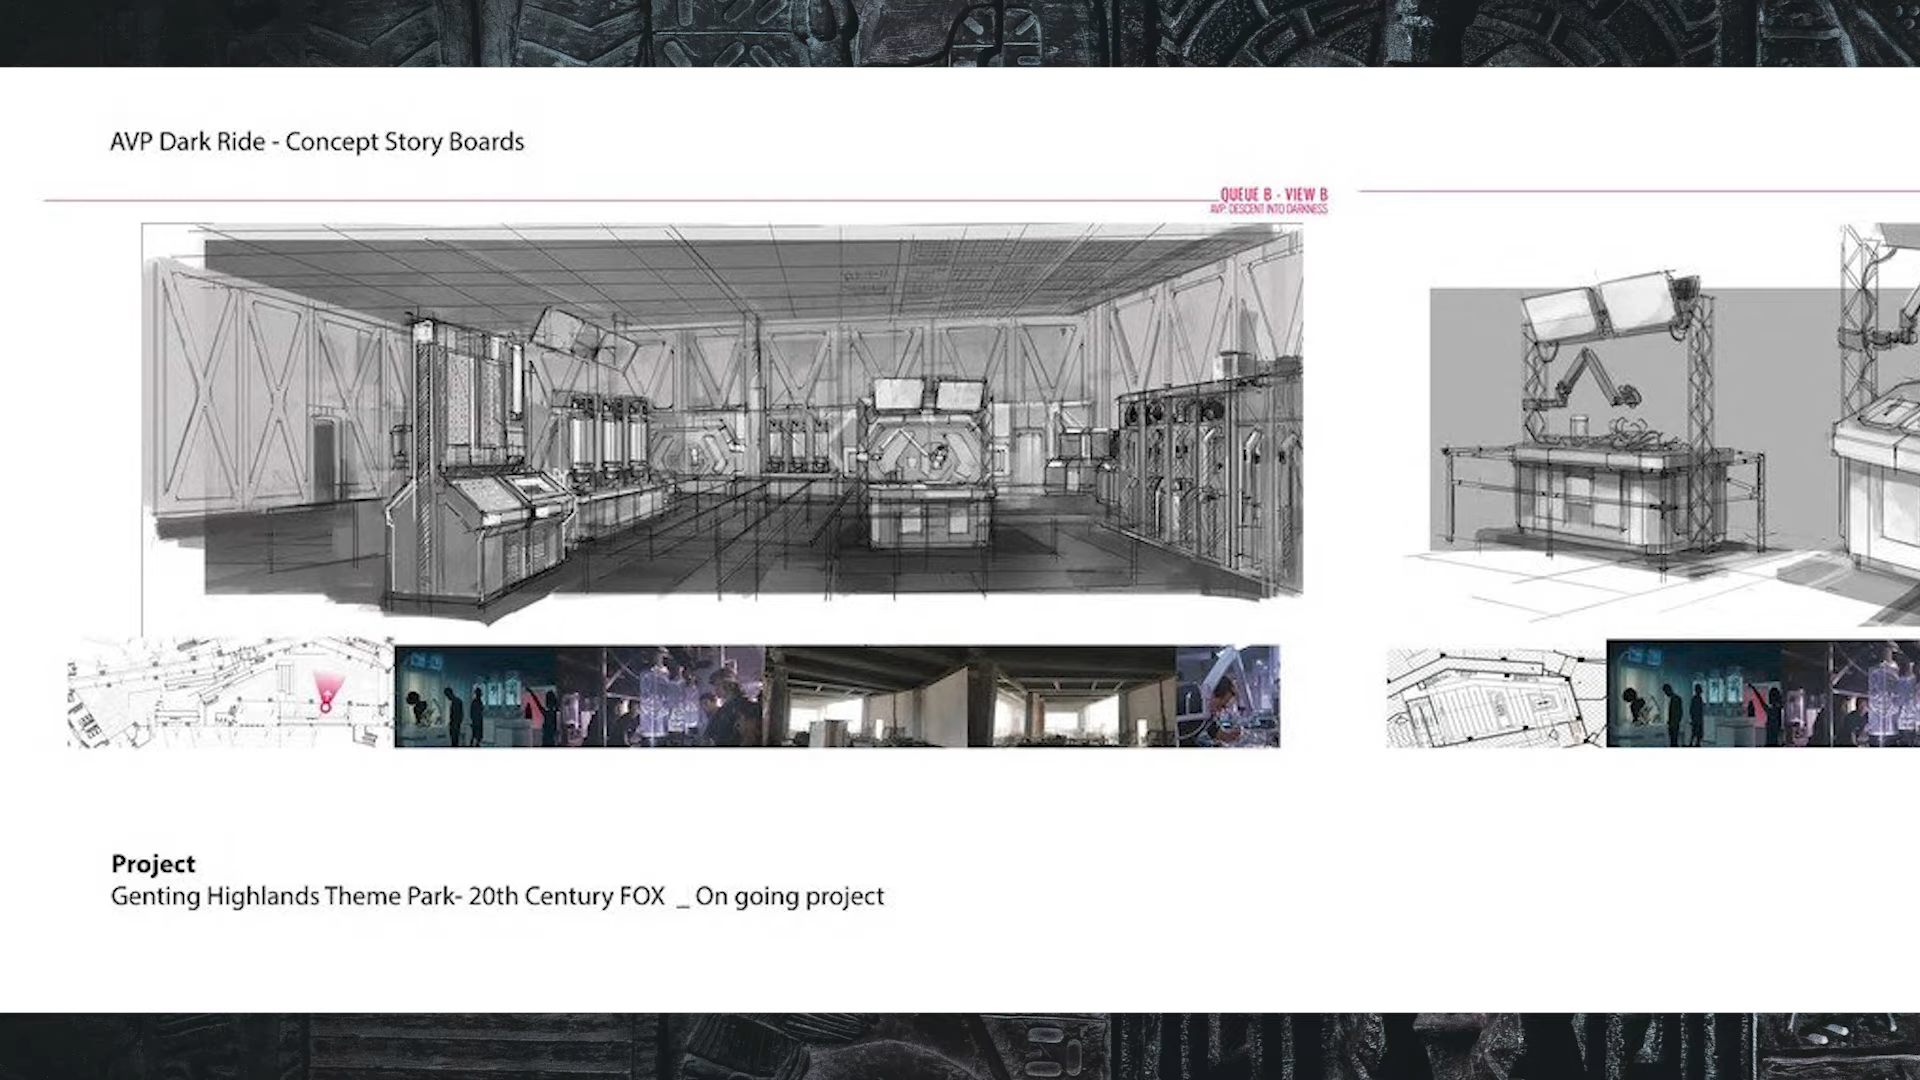 AVP Dark Ride - Concept Story Boards
QUEUE B - VIEW B
AVP: DESCENT INTO DARKNESS
Project
Genting Highlands Theme Park- 20th Century FOX _ On going project